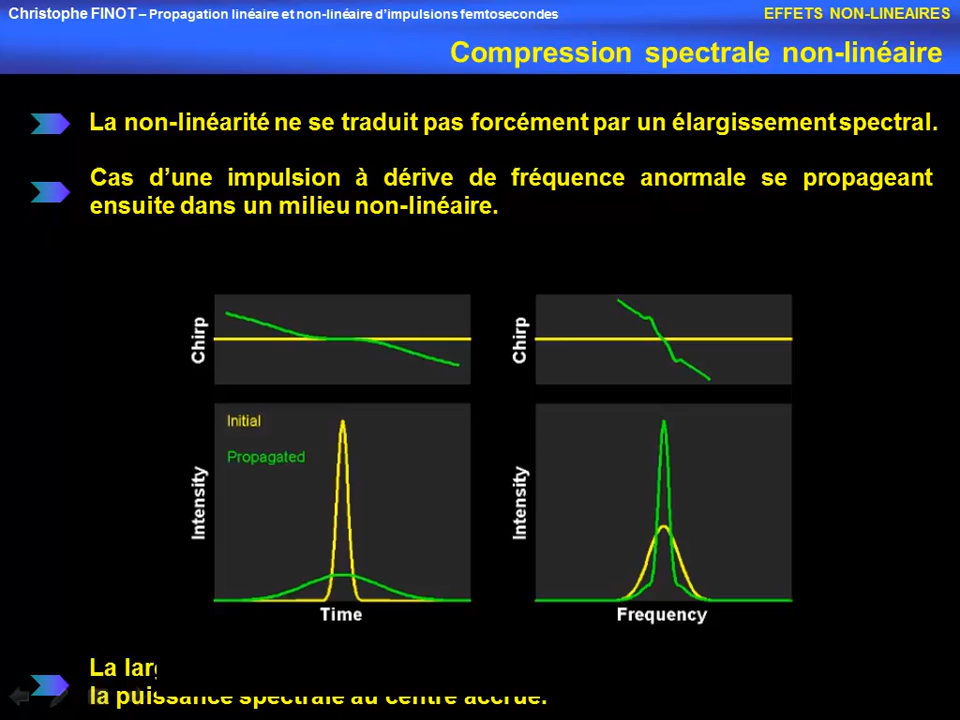 Christophe FINOT – Propagation linéaire et non-linéaire d’impulsions femtosecondes EFFETS NON-LINEAIRES
Compression spectrale non-linéaire
La non-linéarité ne se traduit pas forcément par un élargissement spectral.
Cas d’une impulsion à dérive de fréquence anormale se propageant
ensuite dans un milieu non-linéaire.
Chirp
Chirp
Initial
Propagated
Intensity
Intensity
Time
Frequency
La
la puissance spectrale au centre accrue.